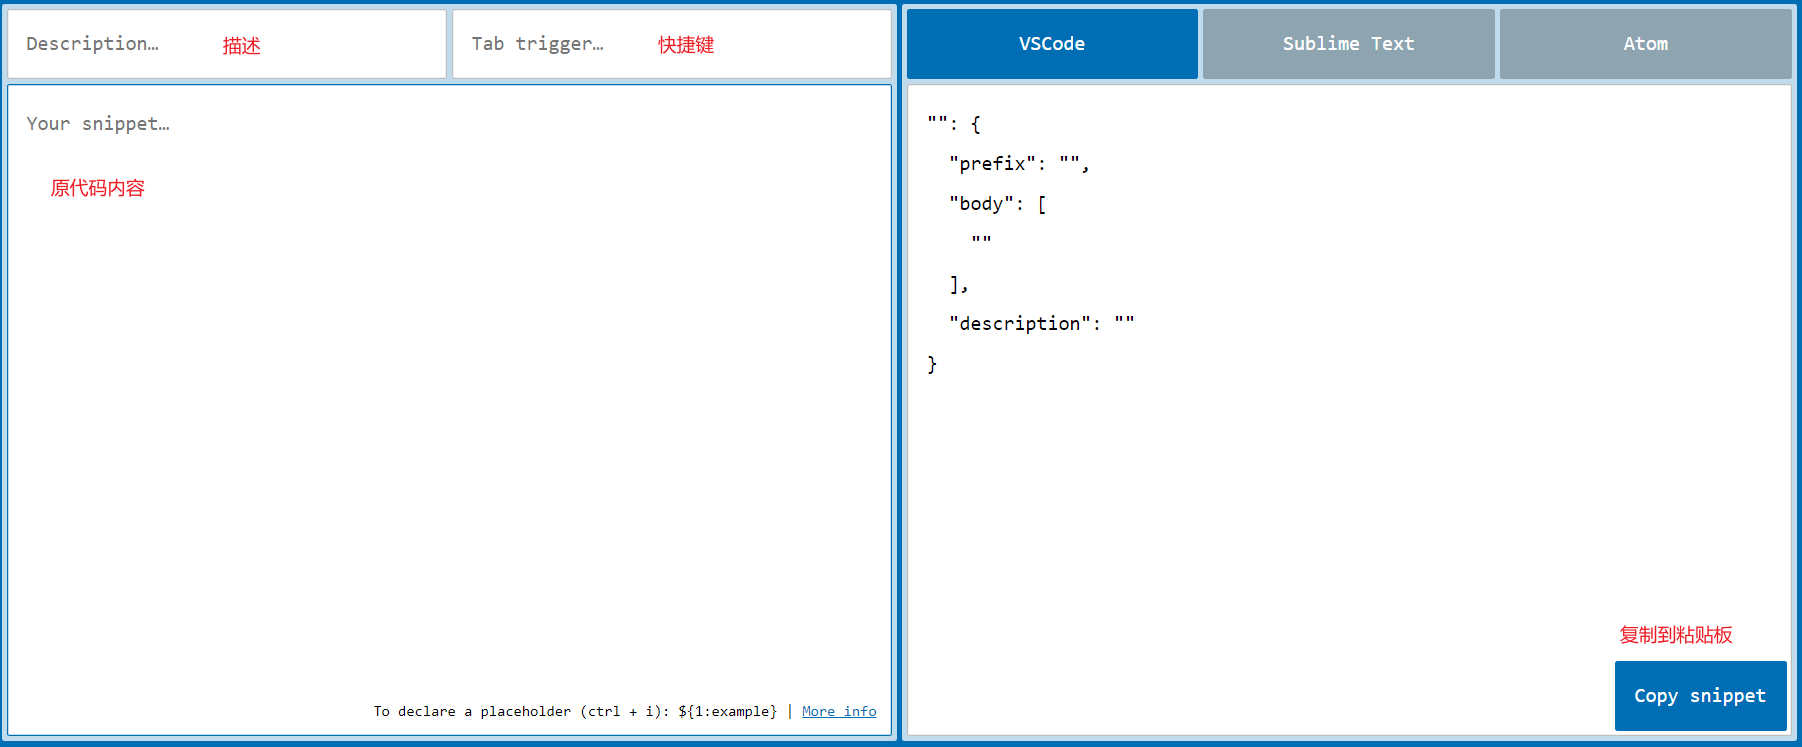 Description… 描述
Tab trigger… 快捷键
Your snippet…
原代码内容
To declare a placeholder (ctrl + i): ${1:example} | More info
VSCode
Sublime Text
Atom
"": {
  "prefix": "",
  "body": [
    ""
  ],
  "description": ""
}
复制到粘贴板
Copy snippet